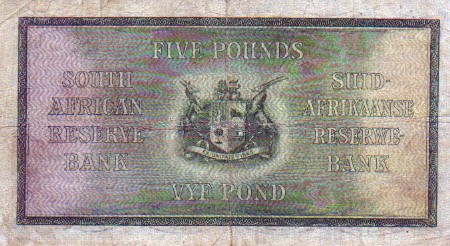 FIVE POUNDS
SOUTH
AFRICAN
RESERVE-
BANK
SUID-
AFRIKAANSE
RESERWE-
BANK
VYF POND